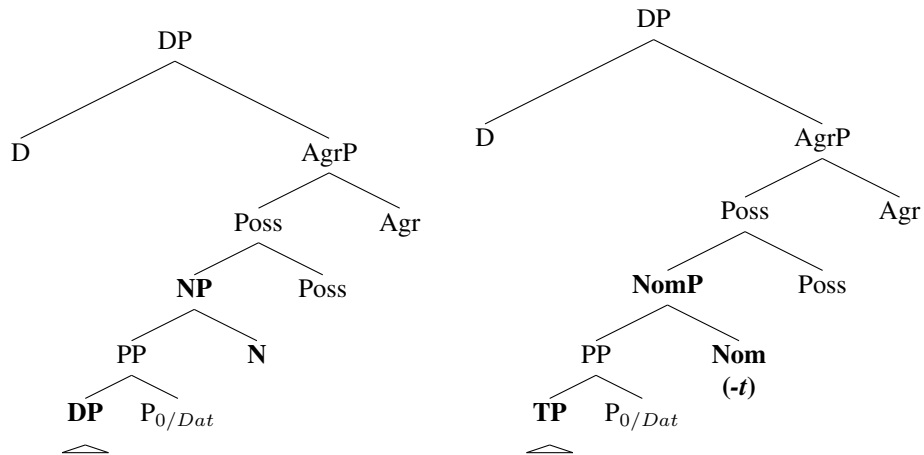 DP
D AgrP
Poss Agr
NP Poss
PP N
DP P0/Dat
DP
D AgrP
Poss Agr
NomP Poss
PP Nom
(-t)
TP P0/Dat